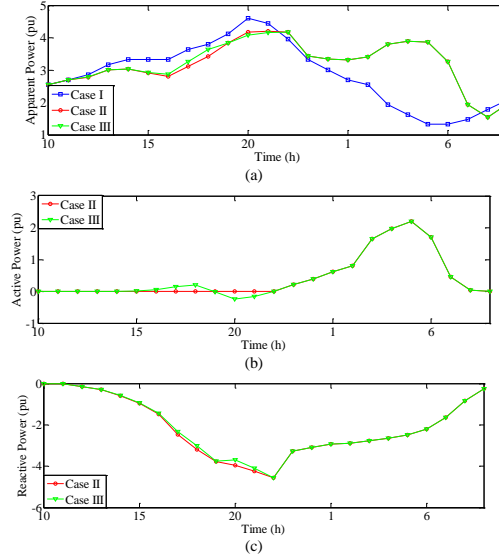 5
4
3
2
1
Apparent Power (pu)
Case I
Case II
Case III
10 15 20 1 6
Time (h)
(a)
3
2
1
0
-1
Active Power (pu)
Case II
Case III
10 15 20 1 6
Time (h)
(b)
0
-2
-4
-6
Reactive Power (pu)
Case II
Case III
10 15 20 1 6
Time (h)
(c)